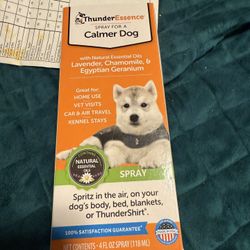 ThunderEssence
SPRAY FOR A
Calmer Dog
with Natural Essential Oils
Lavender, Chamomile, &
Egyptian Geranium
Great for:
HOME USE
VET VISITS
CAR & AIR TRAVEL
KENNEL STAYS
NATURAL
ESSENTIAL
SPRAY
Spritz in the air, on your
dog's body, bed, blankets,
or ThunderShirt®.
100% SATISFACTION GUARANTEE*
NET CONTENTS • 4 FL OZ SPRAY (118 ML)